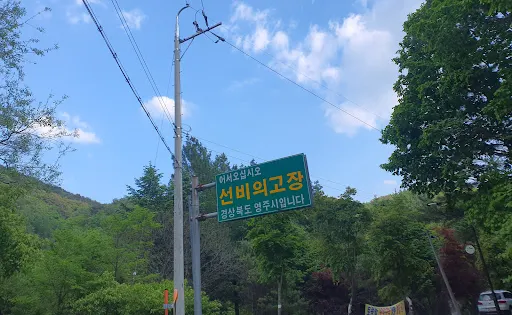 어서오십시오
선비의고장
경상북도 영주시입니다